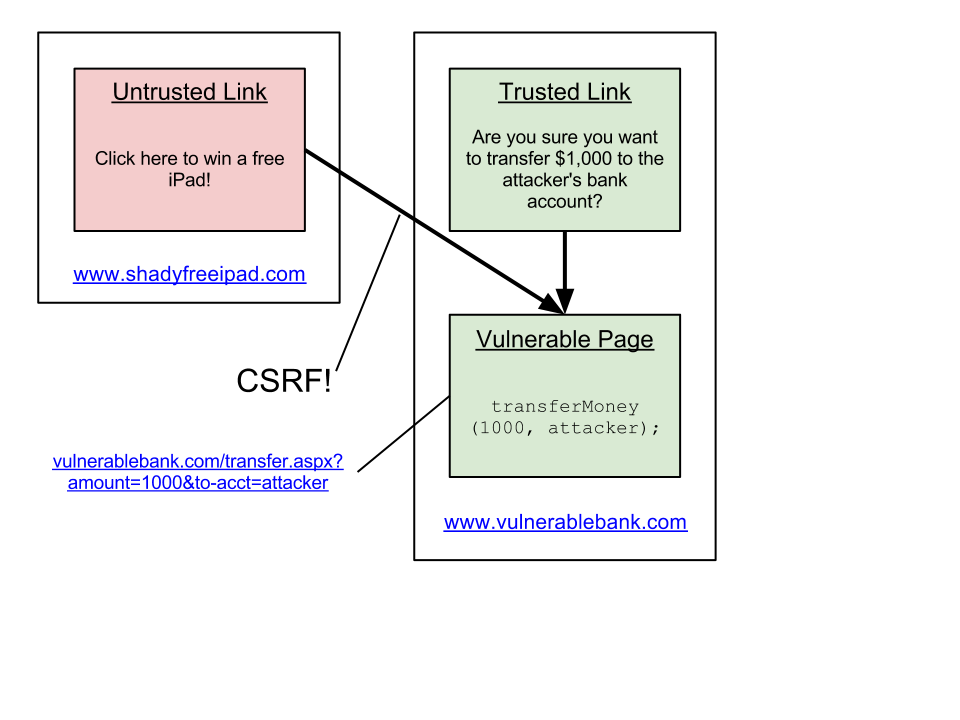 Untrusted Link
Click here to win a free
iPad!
www.shadyfreeipad.com
Trusted Link
Are you sure you want
to transfer $1,000 to the
attacker's bank
account?
CSRF!
Vulnerable Page
transferMoney
(1000, attacker);
vulnerablebank.com/transfer.aspx?
amount=1000&to-acct=attacker
www.vulnerablebank.com